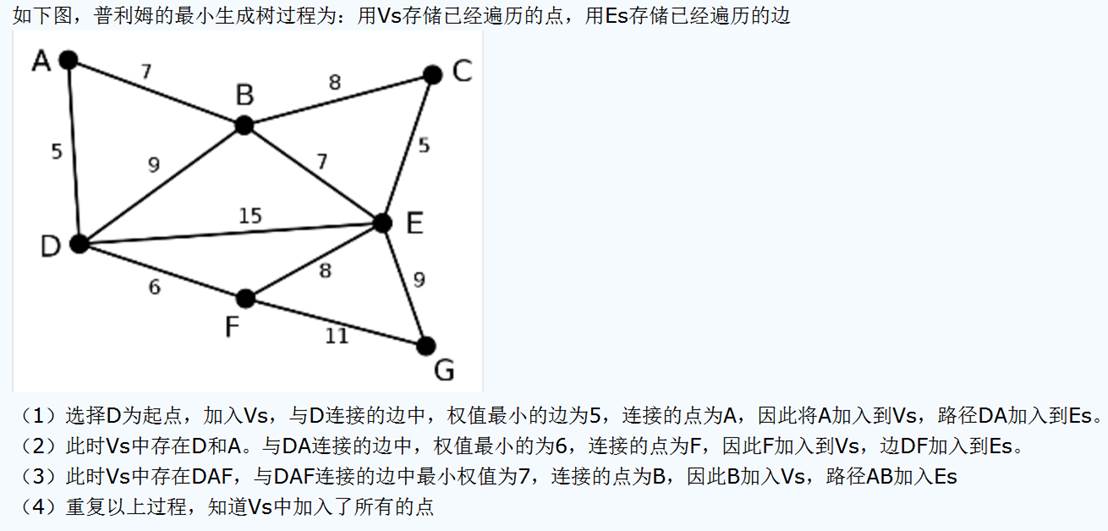 如下图，普利姆的最小生成树过程为：用Vs存储已经遍历的点，用Es存储已经遍历的边
A
7
B
8
C
5
9
7
5
D
15
E
6
8
9
F
11
G
（1）选择D为起点，加入Vs，与D连接的边中，权值最小的边为5，连接的点为A，因此将A加入到Vs，路径DA加入到Es。
（2）此时Vs中存在D和A。与DA连接的边中，权值最小的为6，连接的点为F，因此F加入到Vs，边DF加入到Es。
（3）此时Vs中存在DAF，与DAF连接的边中最小权值为7，连接的点为B，因此B加入Vs，路径AB加入Es
（4）重复以上过程，知道Vs中加入了所有的点